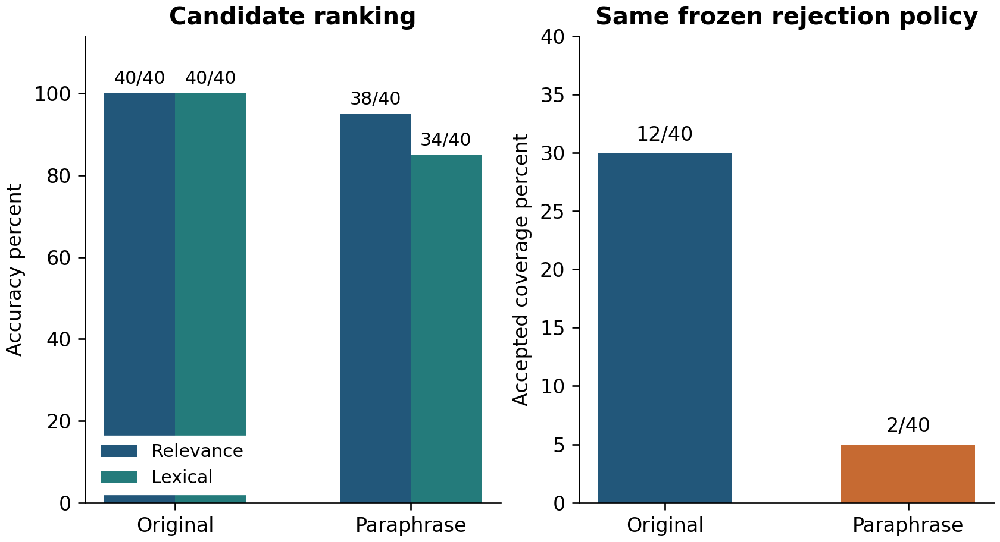 Candidate ranking
Accuracy percent
100
80
60
40
20
0
40/40
40/40
38/40
34/40
Relevance
Lexical
Original
Paraphrase
Same frozen rejection policy
Accepted coverage percent
40
35
30
25
20
15
10
5
0
12/40
2/40
Original
Paraphrase